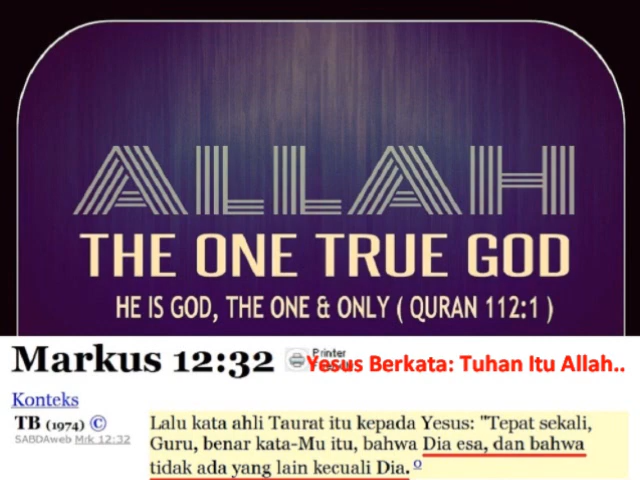 ALLAH
THE ONE TRUE GOD
HE IS GOD, THE ONE & ONLY ( QURAN 112:1 )
Markus 12:32
Printer
Yesus Berkata: Tuhan Itu Allah..
Konteks
TB (1974) ©
SABDAweb Mrk 12:32
Lalu kata ahli Taurat itu kepada Yesus: "Tepat sekali,
Guru, benar kata-Mu itu, bahwa Dia esa, dan bahwa
tidak ada yang lain kecuali Dia. o